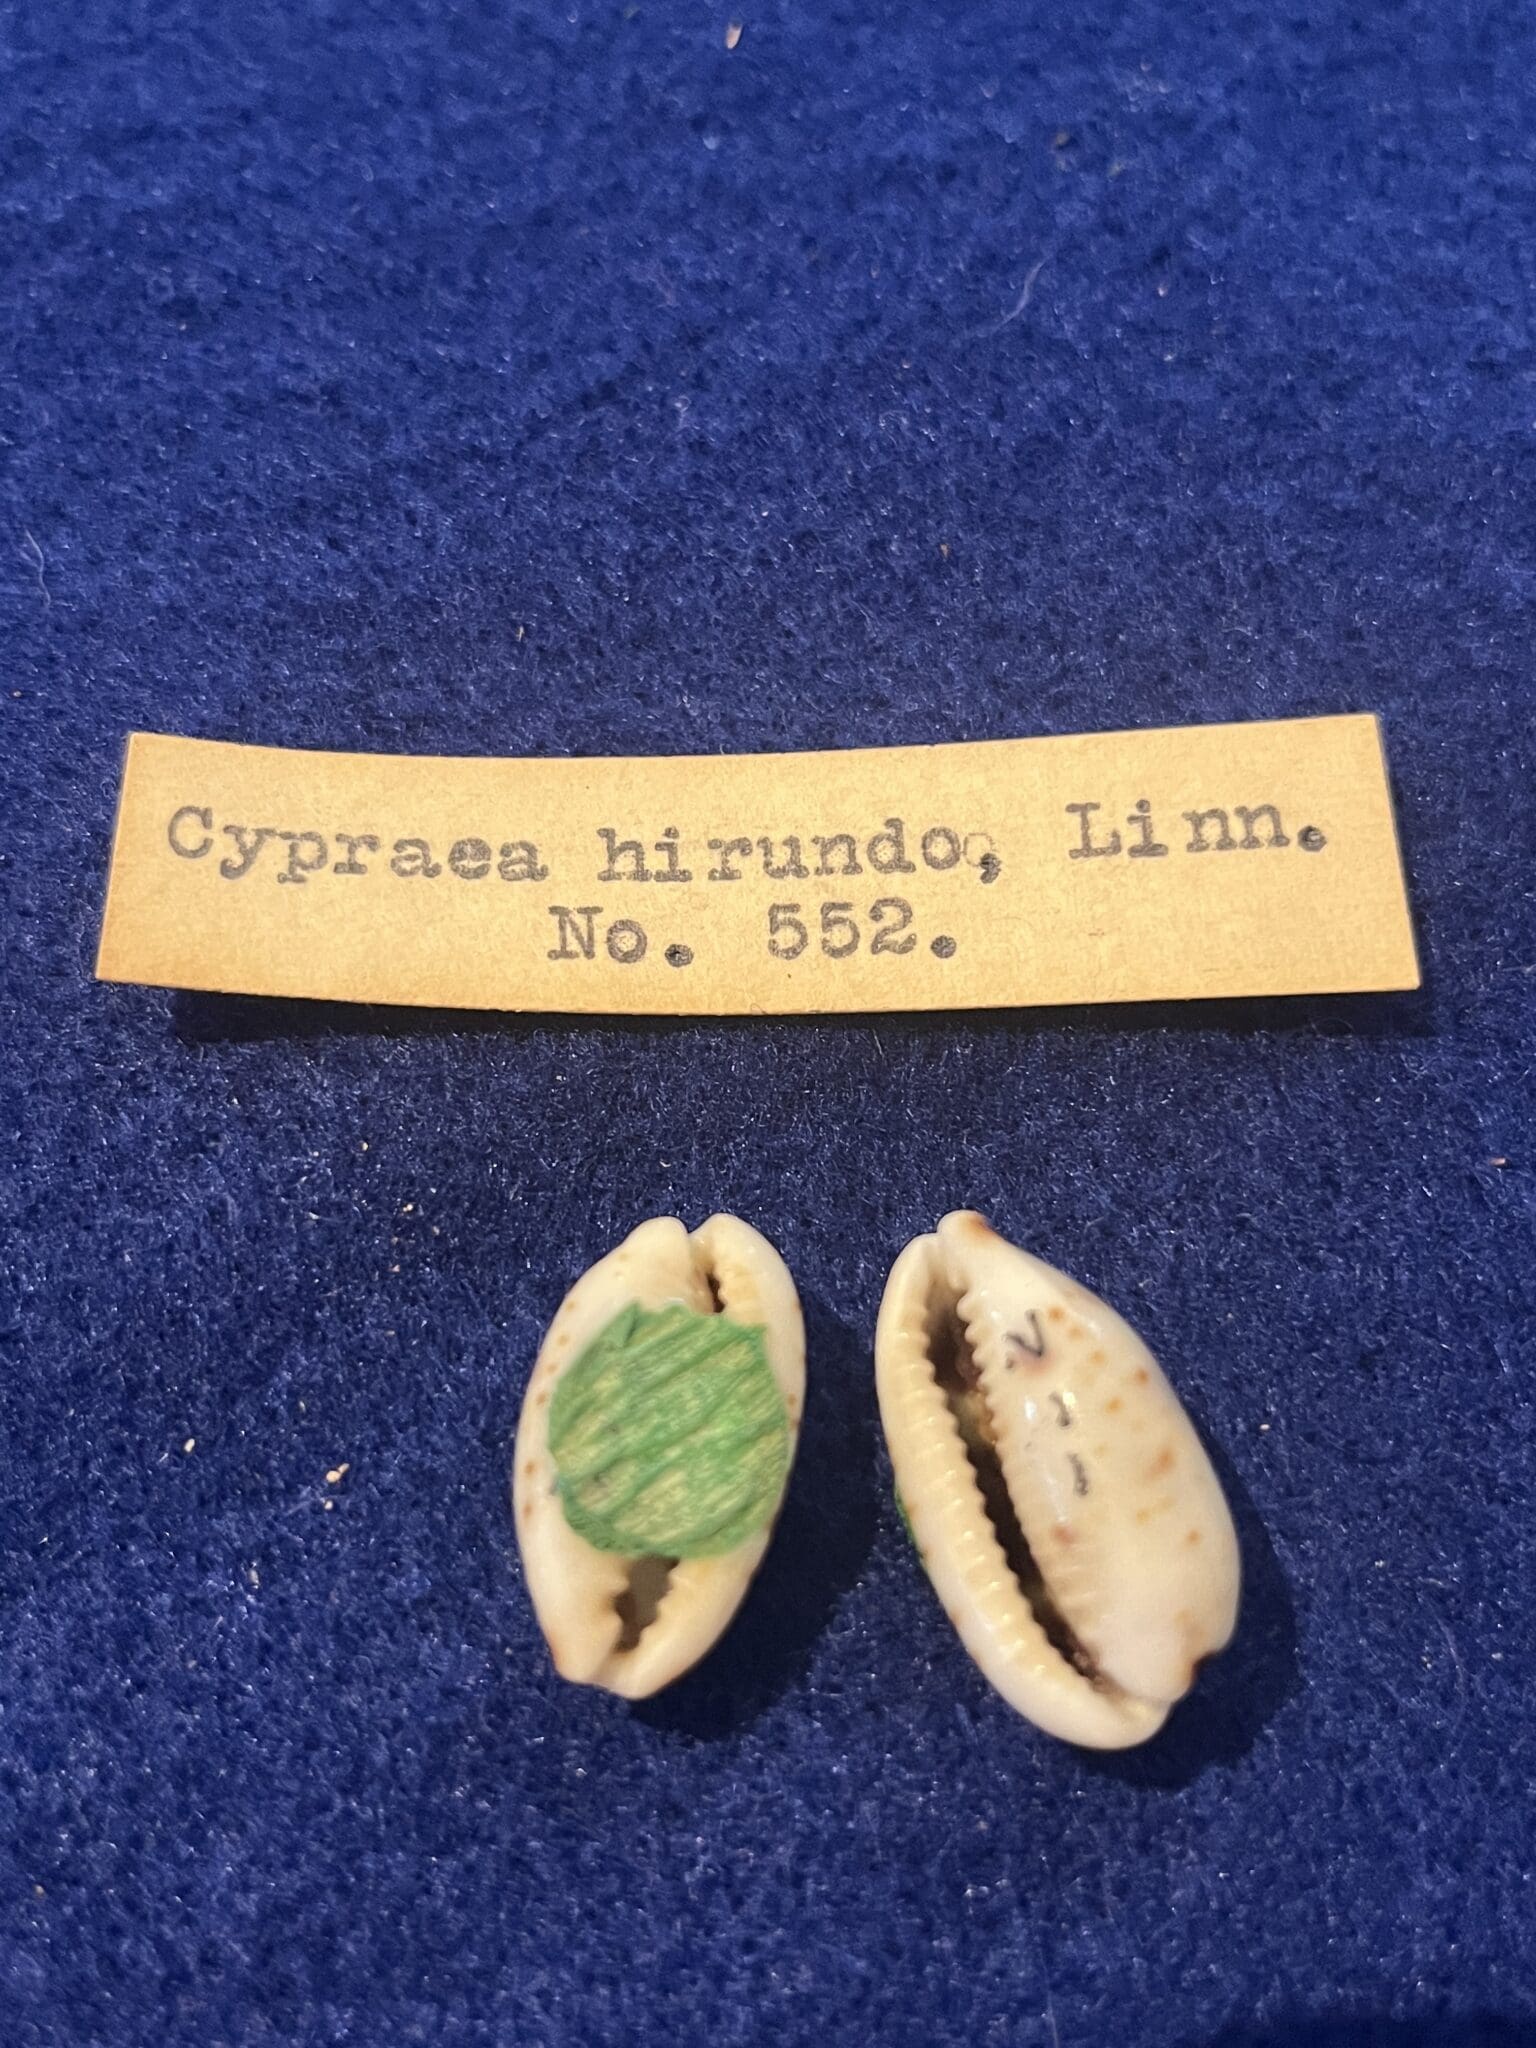 Cypraea hirundo, Linn.
No. 552.